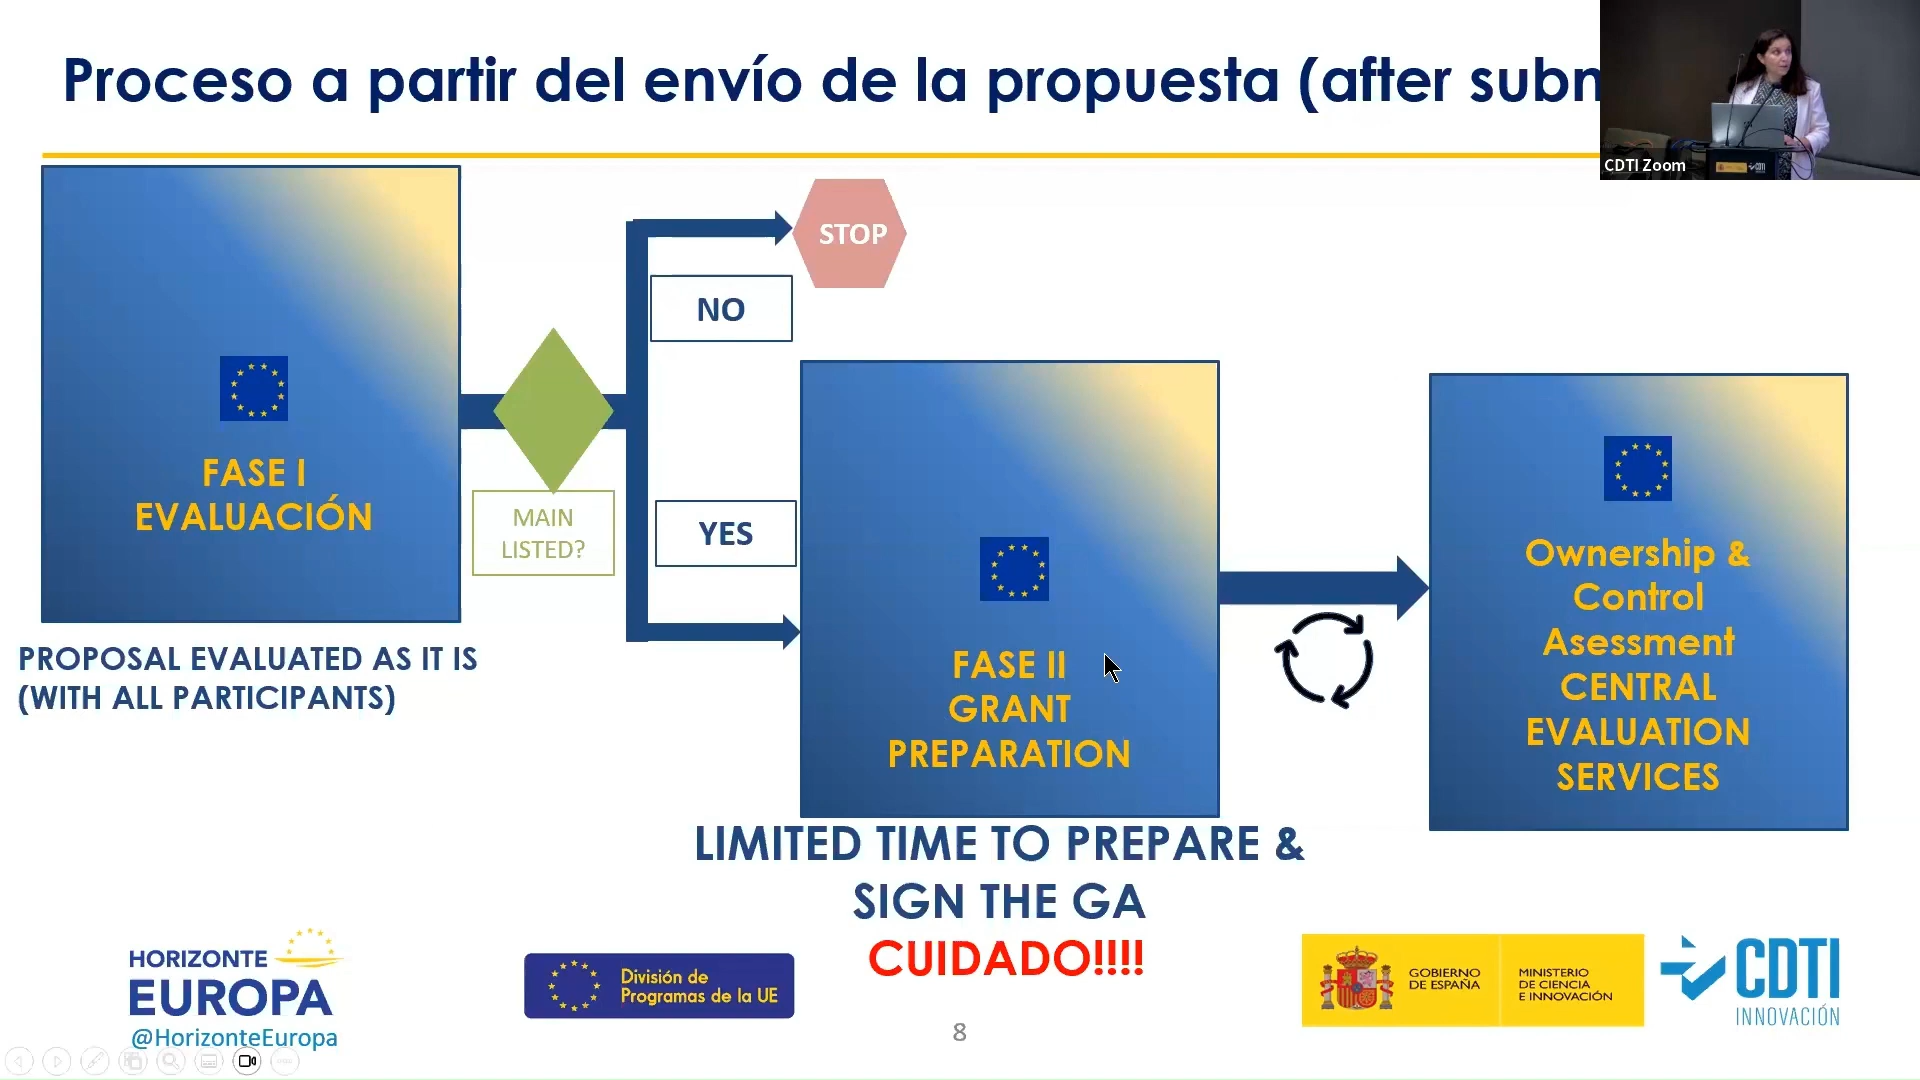 Proceso a partir del envío de la propuesta (after subm
CDTI Zoom
STOP
NO
FASE I
EVALUACIÓN
MAIN
LISTED?
YES
PROPOSAL EVALUATED AS IT IS
(WITH ALL PARTICIPANTS)
FASE II
GRANT
PREPARATION
Ownership &
Control
Asessment
CENTRAL
EVALUATION
SERVICES
LIMITED TIME TO PREPARE &
SIGN THE GA
CUIDADO!!!!
HORIZONTE
EUROPA
@HorizonteEuropa
División de
Programas de la UE
GOBIERNO
DE ESPAÑA
MINISTERIO
DE CIENCIA
E INNOVACIÓN
CDTI
INNOVACIÓN
8